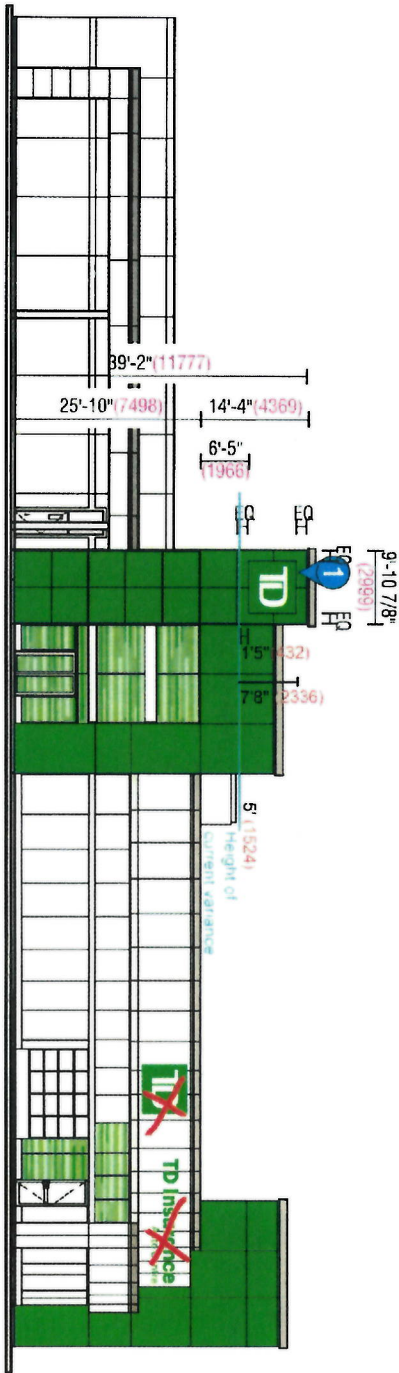 39'-2"(11777)
25'-10"(7498)
14'-4"(4369)
6'-5"
(1966)
EQ
EQ
EQ
EQ
9'-10 7/8"
(2999)
1
TD
1'5"(432)
7'8"(2336)
5'(1524)
Height of
current variance
TD
TD Insurance